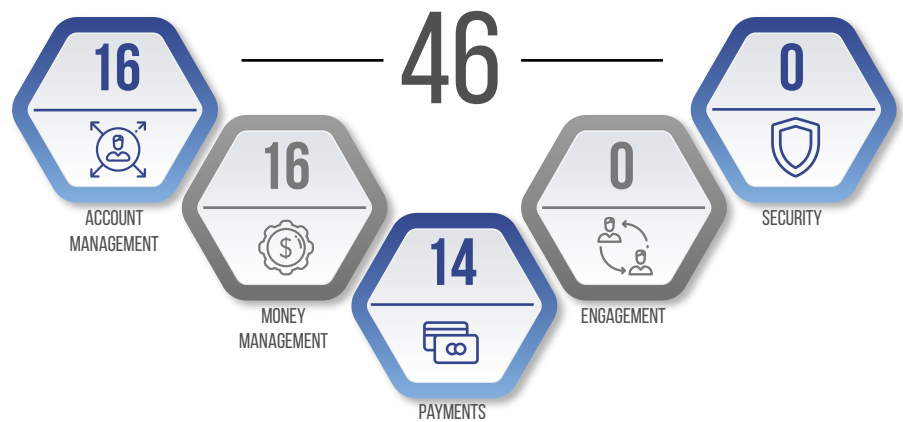 46
16
ACCOUNT
MANAGEMENT
16
$
MONEY
MANAGEMENT
14
PAYMENTS
0
ENGAGEMENT
0
SECURITY